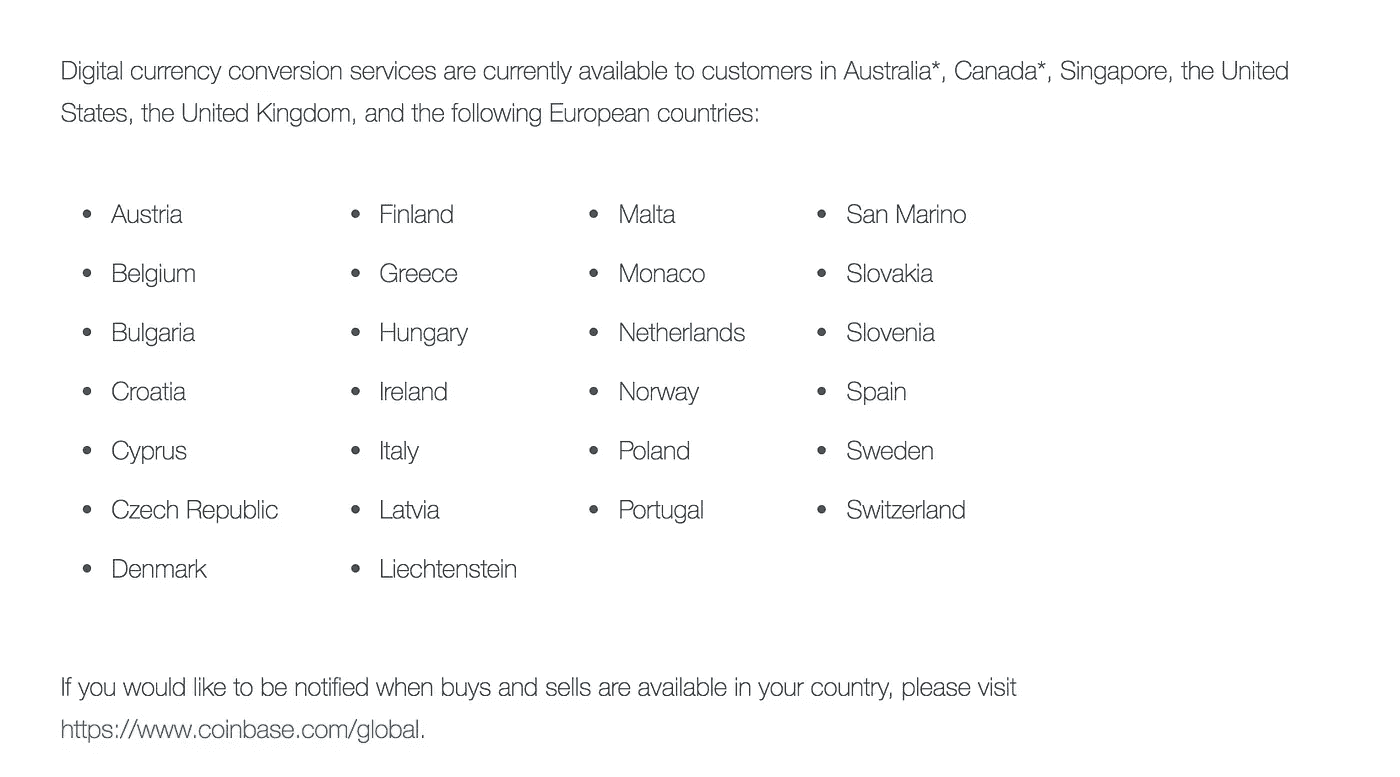 Digital currency conversion services are currently available to customers in Australia*, Canada*, Singapore, the United
States, the United Kingdom, and the following European countries:
• Austria
• Belgium
• Bulgaria
• Croatia
• Cyprus
• Czech Republic
• Denmark
• Finland
• Greece
• Hungary
• Ireland
• Italy
• Latvia
• Liechtenstein
• Malta
• Monaco
• Netherlands
• Norway
• Poland
• Portugal
• San Marino
• Slovakia
• Slovenia
• Spain
• Sweden
• Switzerland
If you would like to be notified when buys and sells are available in your country, please visit
https://www.coinbase.com/global.